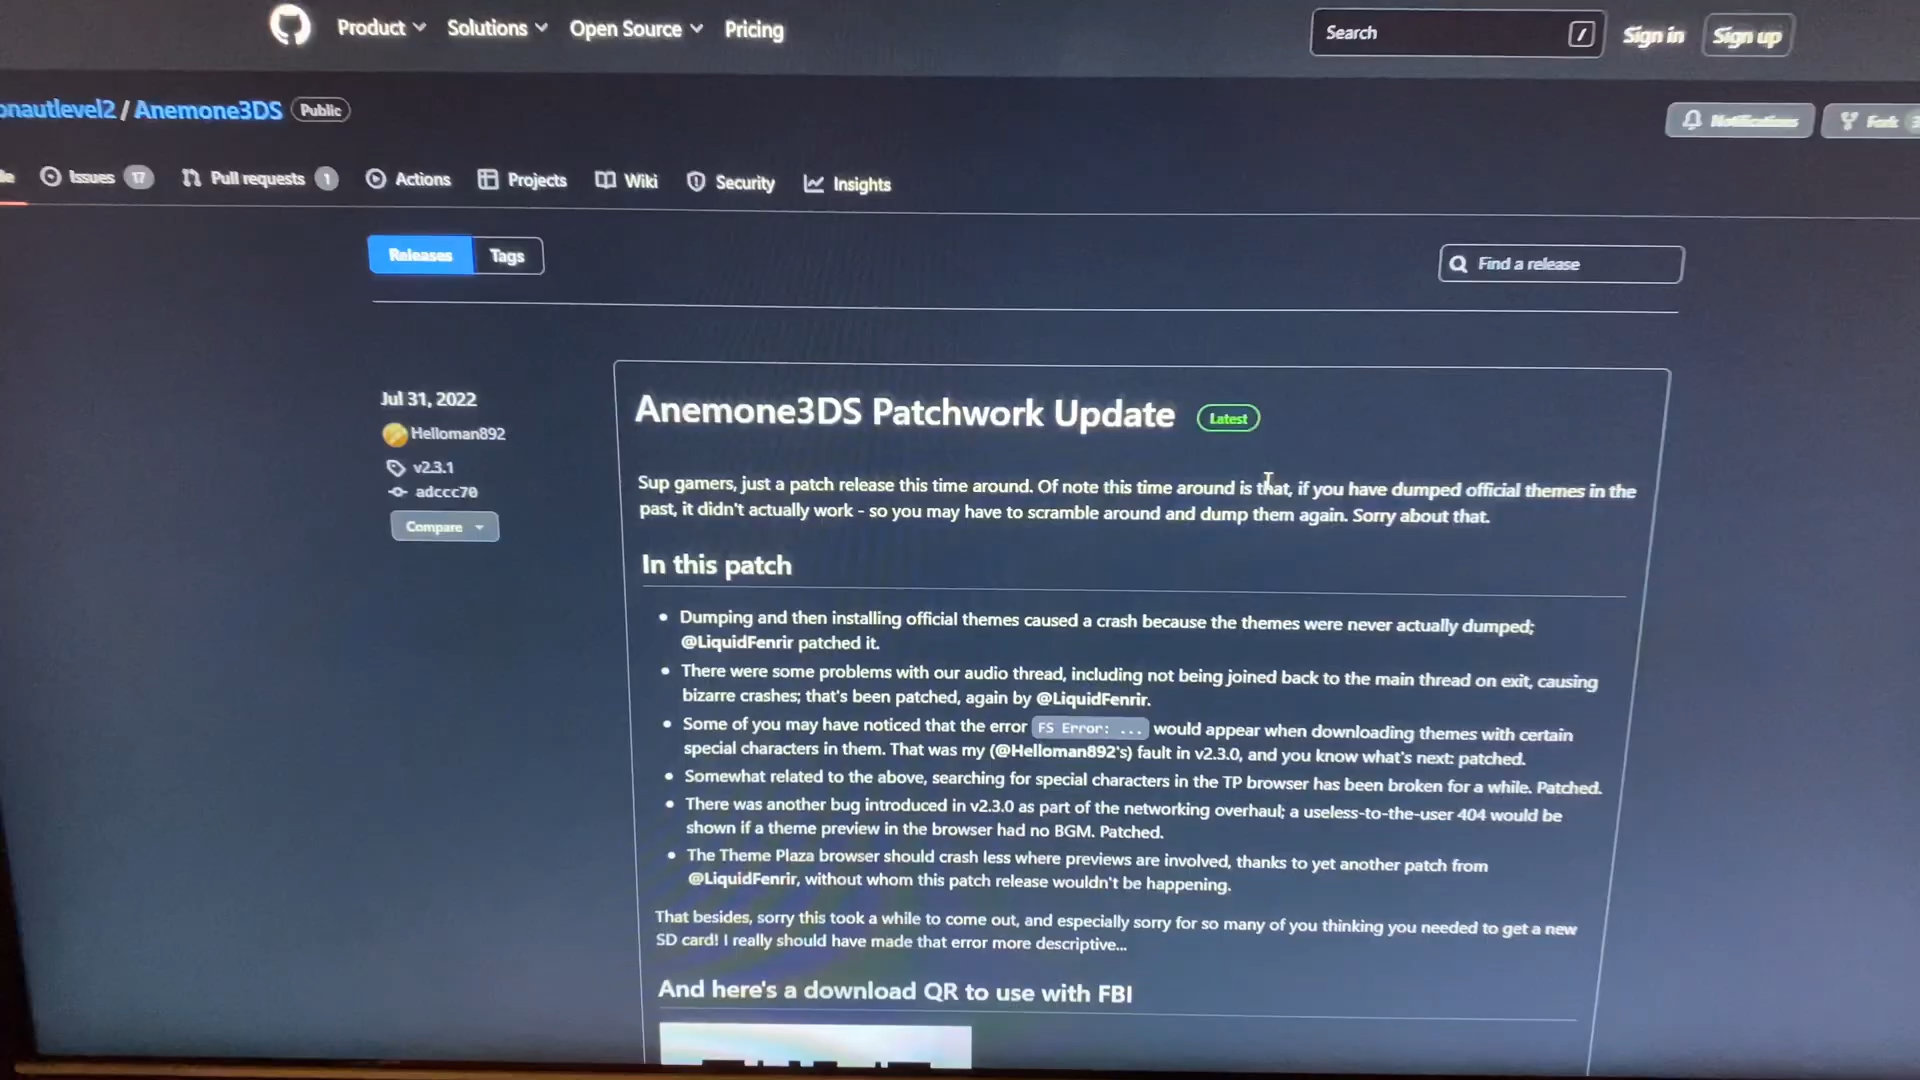 Product Solutions Open Source Pricing Search / Sign in Sign up
onautlevel2 / Anemone3DS Public
Notifications Fork
Issues 17 Pull requests 1 Actions Projects Wiki Security Insights
Releases Tags
Find a release
Jul 31, 2022
Helloman892
v2.3.1
adccc70
Compare
Anemone3DS Patchwork Update Latest
Sup gamers, just a patch release this time around. Of note this time around is that, if you have dumped official themes in the
past, it didn't actually work - so you may have to scramble around and dump them again. Sorry about that.
In this patch
• Dumping and then installing official themes caused a crash because the themes were never actually dumped;
@LiquidFenrir patched it.
• There were some problems with our audio thread, including not being joined back to the main thread on exit, causing
bizarre crashes; that's been patched, again by @LiquidFenrir.
• Some of you may have noticed that the error FS Error: ... would appear when downloading themes with certain
special characters in them. That was my (@Helloman892's) fault in v2.3.0, and you know what's next: patched.
• Somewhat related to the above, searching for special characters in the TP browser has been broken for a while. Patched.
• There was another bug introduced in v2.3.0 as part of the networking overhaul; a useless-to-the-user 404 would be
shown if a theme preview in the browser had no BGM. Patched.
• The Theme Plaza browser should crash less where previews are involved, thanks to yet another patch from
@LiquidFenrir, without whom this patch release wouldn't be happening.
That besides, sorry this took a while to come out, and especially sorry for so many of you thinking you needed to get a new
SD card! I really should have made that error more descriptive...
And here's a download QR to use with FBI